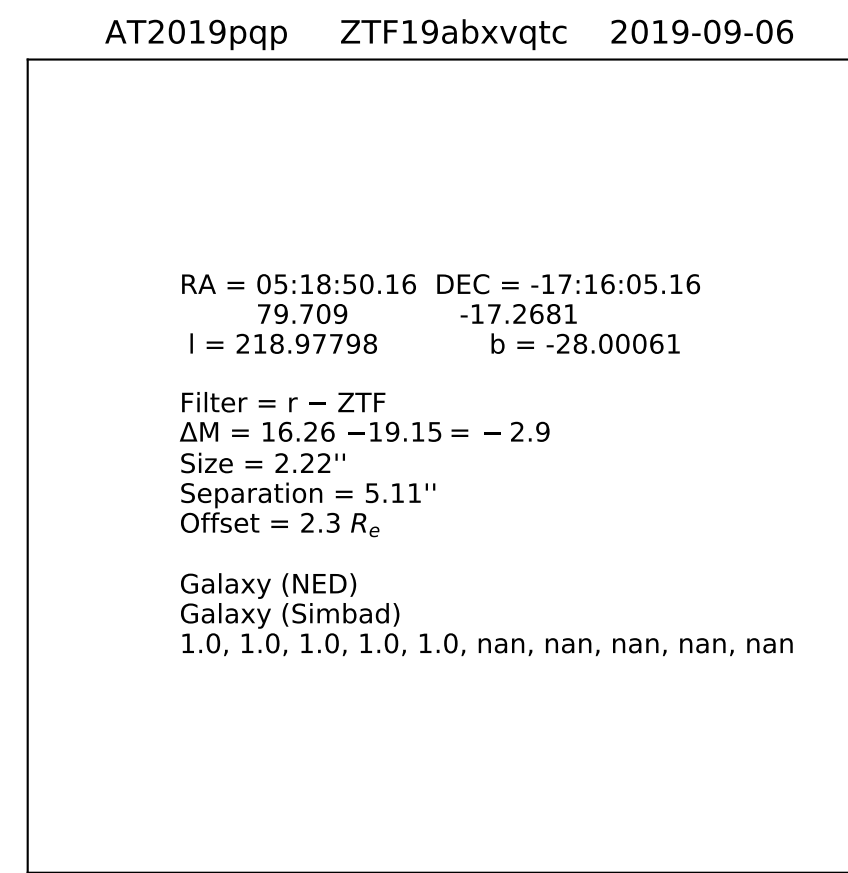 AT2019pqp ZTF19abxvqtc 2019-09-06
RA = 05:18:50.16 DEC = -17:16:05.16
79.709 -17.2681
l = 218.97798 b = -28.00061
Filter = r − ZTF
ΔM = 16.26 −19.15 = − 2.9
Size = 2.22''
Separation = 5.11''
Offset = 2.3 Re
Galaxy (NED)
Galaxy (Simbad)
1.0, 1.0, 1.0, 1.0, 1.0, nan, nan, nan, nan, nan